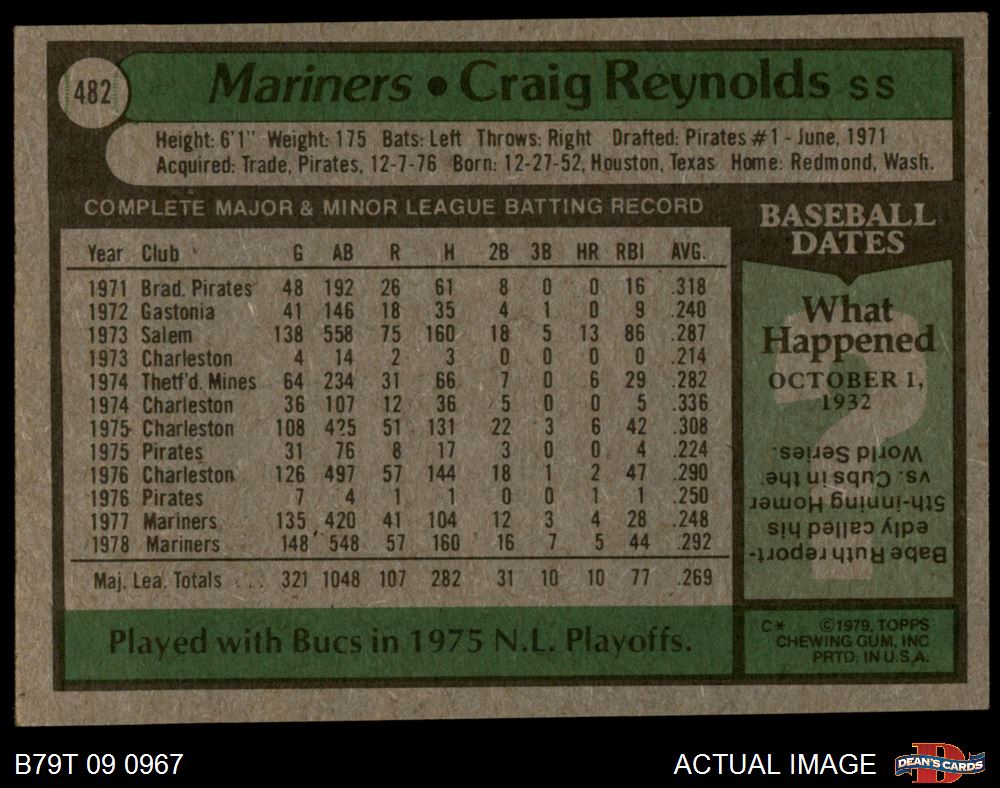 482
Mariners • Craig Reynolds SS
Height: 6'1" Weight: 175 Bats: Left Throws: Right Drafted: Pirates #1 - June, 1971
Acquired: Trade, Pirates, 12-7-76 Born: 12-27-52, Houston, Texas Home: Redmond, Wash.
COMPLETE MAJOR & MINOR LEAGUE BATTING RECORD
Year Club G AB R H 2B 3B HR RBI AVG.
1971 Brad. Pirates 48 192 26 61 8 0 0 16 .318
1972 Gastonia 41 146 18 35 4 1 0 9 .240
1973 Salem 138 558 75 160 18 5 13 86 .287
1973 Charleston 4 14 2 3 0 0 0 0 .214
1974 Thetf'd. Mines 64 234 31 66 7 0 6 29 .282
1974 Charleston 36 107 12 36 5 0 0 5 .336
1975 Charleston 108 425 51 131 22 3 6 42 .308
1975 Pirates 31 76 8 17 3 0 0 4 .224
1976 Charleston 126 497 57 144 18 1 2 47 .290
1976 Pirates 7 4 1 1 0 0 1 1 .250
1977 Mariners 135 420 41 104 12 3 4 28 .248
1978 Mariners 148 548 57 160 16 7 5 44 .292
Maj. Lea. Totals . . . 321 1048 107 282 31 10 10 77 .269
Played with Bucs in 1975 N.L. Playoffs.
BASEBALL
DATES
What
Happened
OCTOBER 1,
1932
Babe Ruth report-
edly called his
5th-inning Homer
vs. Cubs in the
World Series.
C* ©1979, TOPPS
CHEWING GUM, INC
PRTD. IN U.S.A.
B79T 09 0967
ACTUAL IMAGE
DEAN'S CARDS